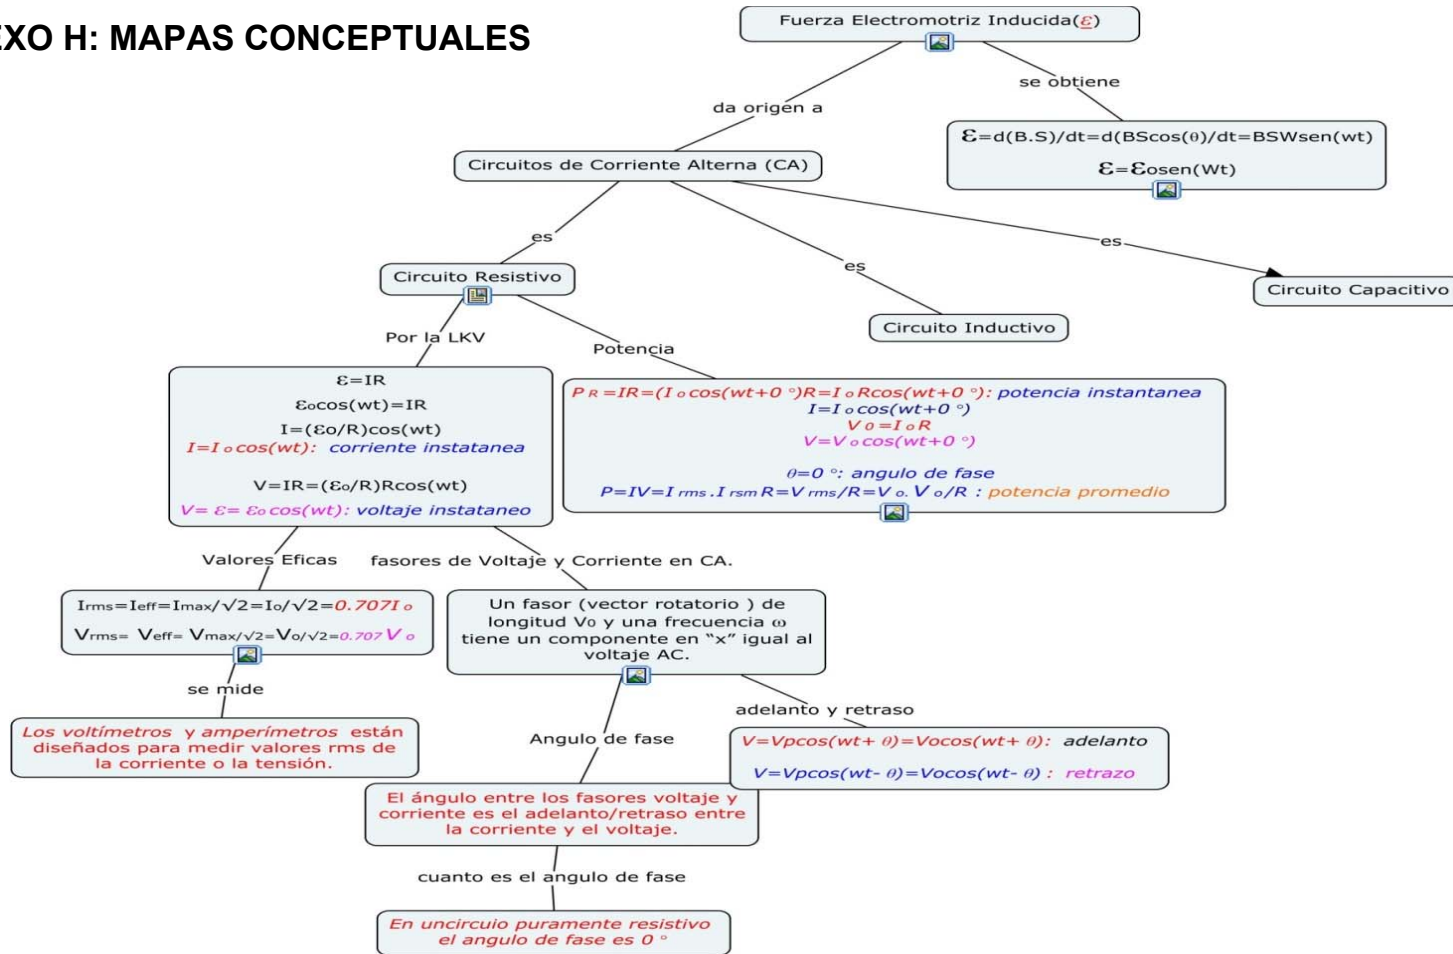 EXO H: MAPAS CONCEPTUALES
Fuerza Electromotriz Inducida(ε)
se obtiene
da origen a
Ɛ=d(B.S)/dt=d(BScos(θ)/dt=BSWsen(wt)
Ɛ=Ɛosen(Wt)
Circuitos de Corriente Alterna (CA)
es
es
es
Circuito Resistivo
Circuito Inductivo
Circuito Capacitivo
Por la LKV
Potencia
Ɛ=IR
Ɛocos(wt)=IR
I=(Ɛo/R)cos(wt)
I=I o cos(wt): corriente instatanea
V=IR=(Ɛo/R)Rcos(wt)
V= Ɛ= Ɛo cos(wt): voltaje instataneo
P R =IR=(I o cos(wt+0 °)R=I o Rcos(wt+0 °): potencia instantanea
I=I o cos(wt+0 °)
V 0 =I o R
V=V o cos(wt+0 °)
θ=0 °: angulo de fase
P=IV=I rms .I rsm R=V rms /R=V o. V o /R : potencia promedio
Valores Eficas
fasores de Voltaje y Corriente en CA.
Irms=Ieff=Imax/√2=Io/√2=0.707I o
Vrms= Veff= Vmax/√2=Vo/√2=0.707 V o
Un fasor (vector rotatorio ) de
longitud V0 y una frecuencia ω
tiene un componente en “x” igual al
voltaje AC.
se mide
Los voltímetros y amperímetros están
diseñados para medir valores rms de
la corriente o la tensión.
Angulo de fase
adelanto y retraso
V=Vpcos(wt+ θ)=Vocos(wt+ θ): adelanto
V=Vpcos(wt- θ)=Vocos(wt- θ) : retrazo
El ángulo entre los fasores voltaje y
corriente es el adelanto/retraso entre
la corriente y el voltaje.
cuanto es el angulo de fase
En uncircuio puramente resistivo
el angulo de fase es 0 °